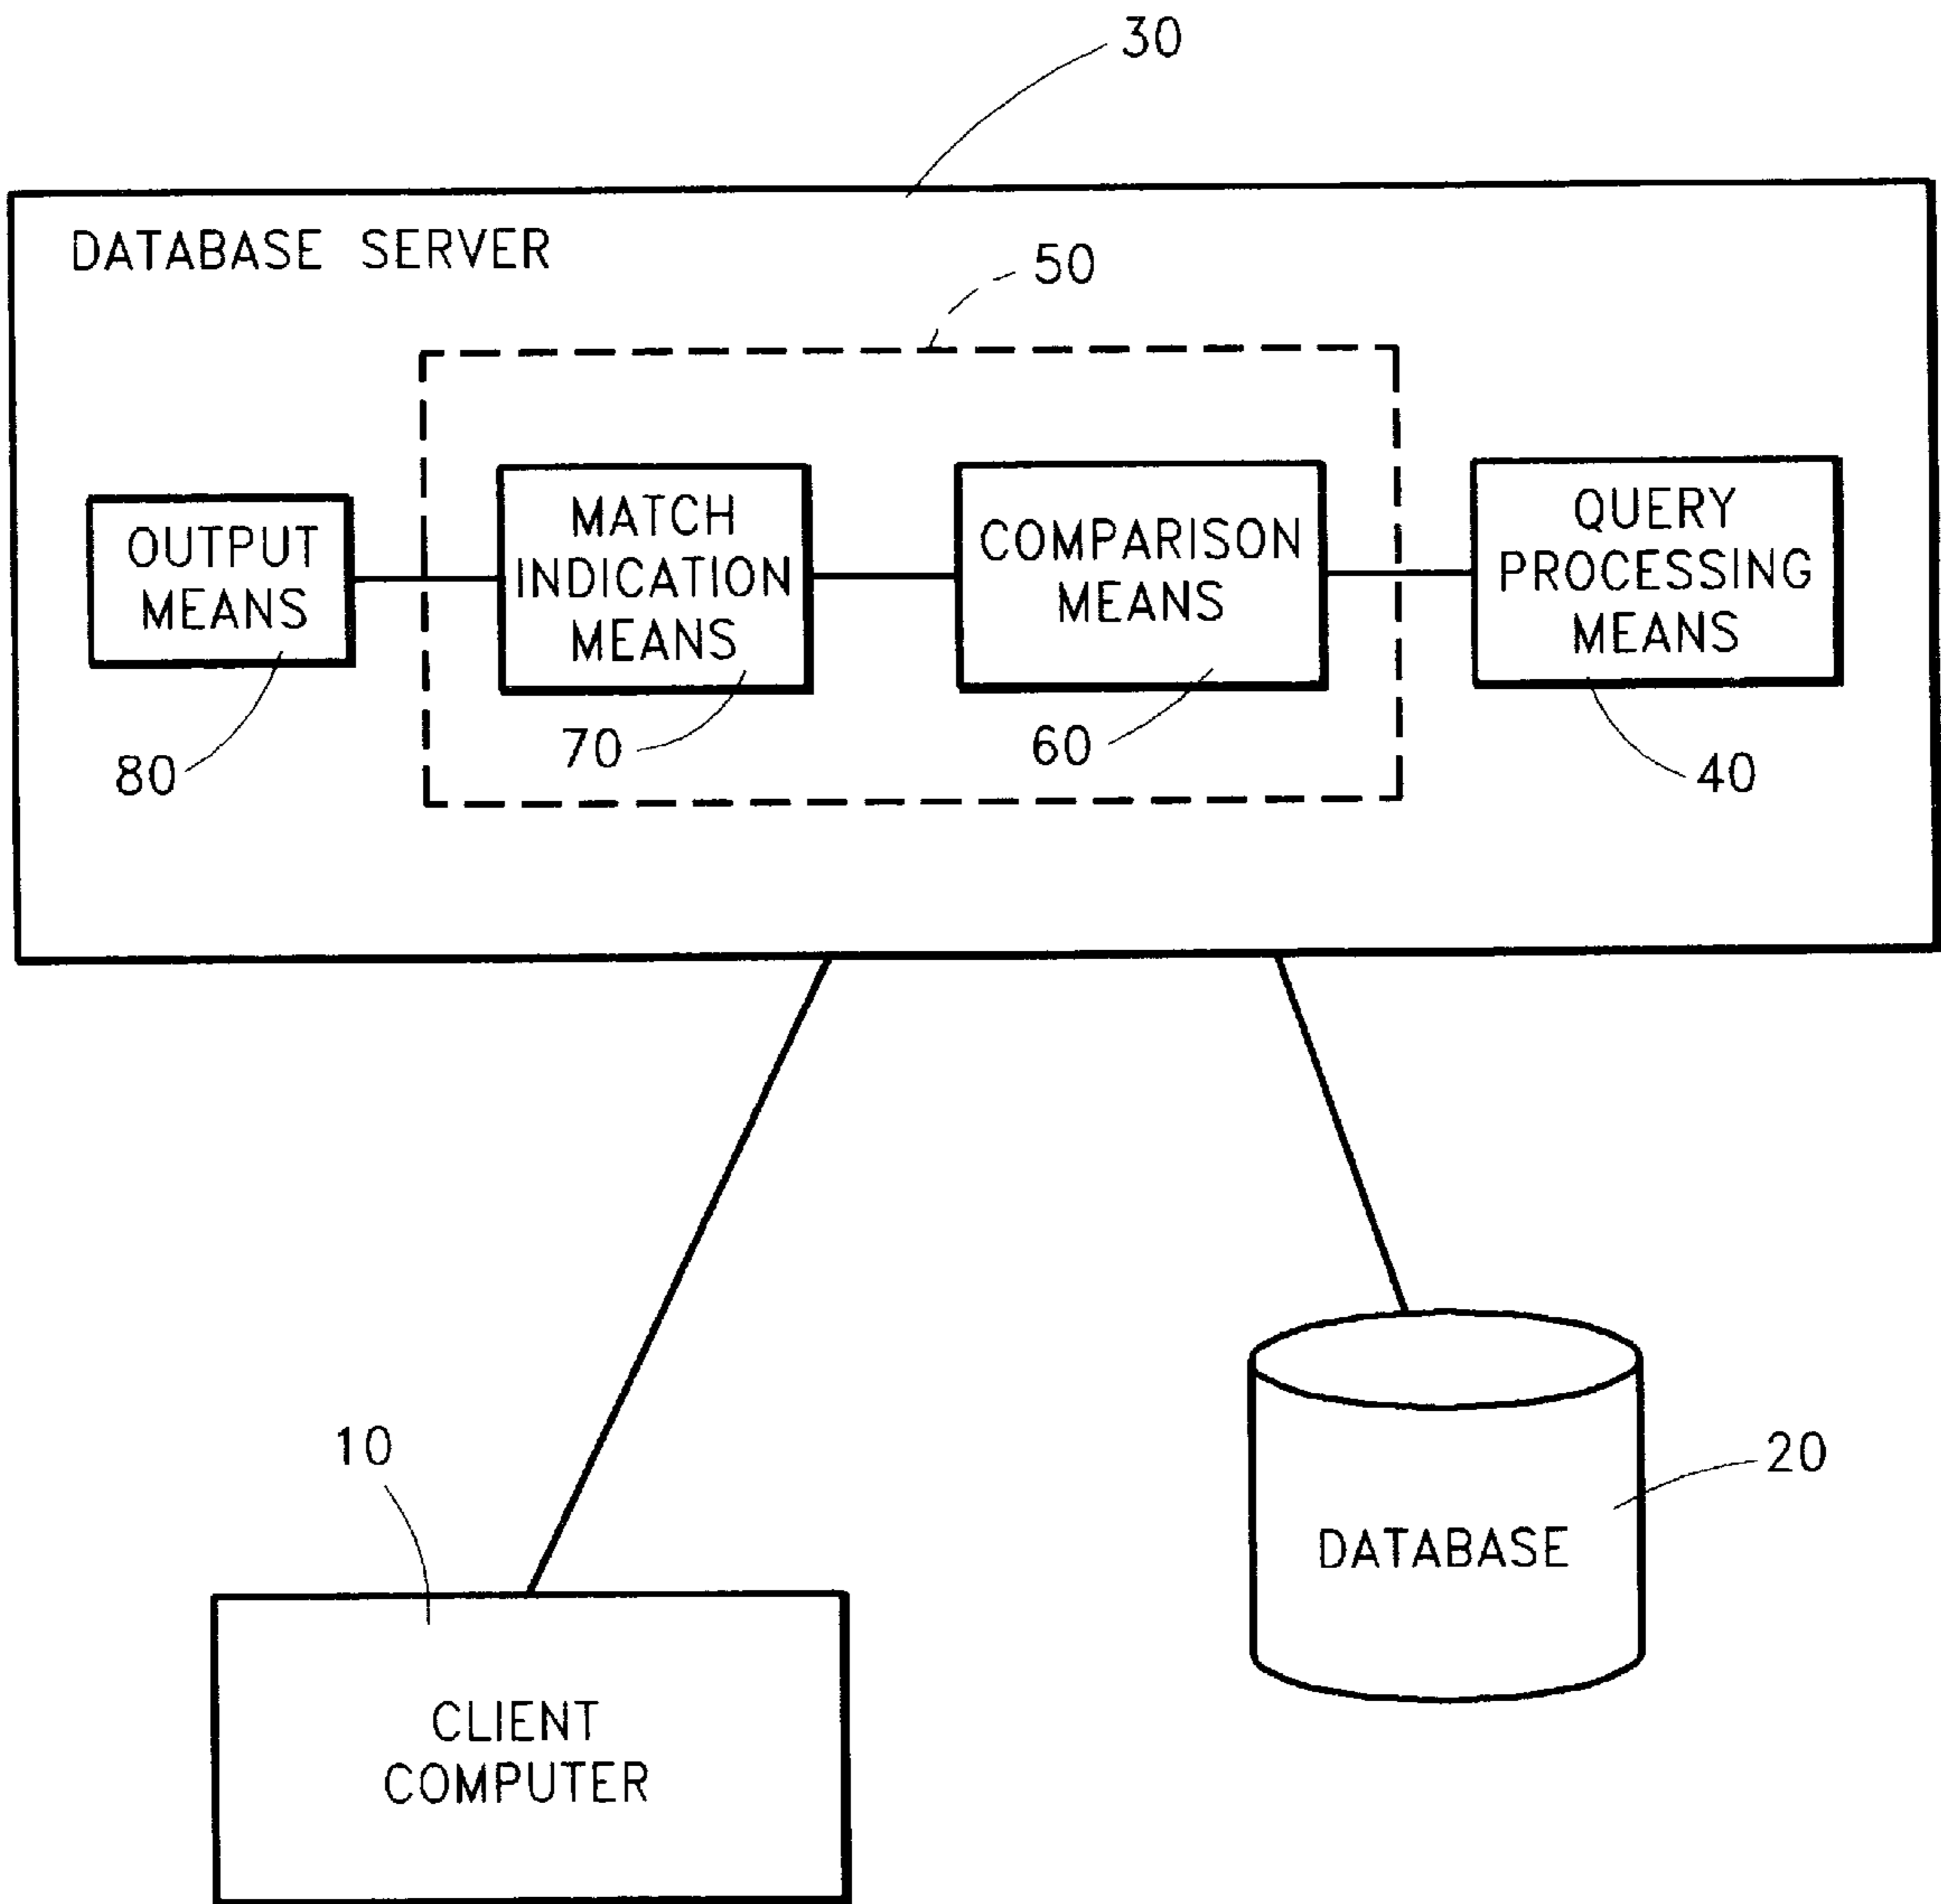 30
DATABASE SERVER
50
OUTPUT
MEANS
MATCH
INDICATION
MEANS
COMPARISON
MEANS
QUERY
PROCESSING
MEANS
80
70
60
40
10
20
DATABASE
CLIENT
COMPUTER